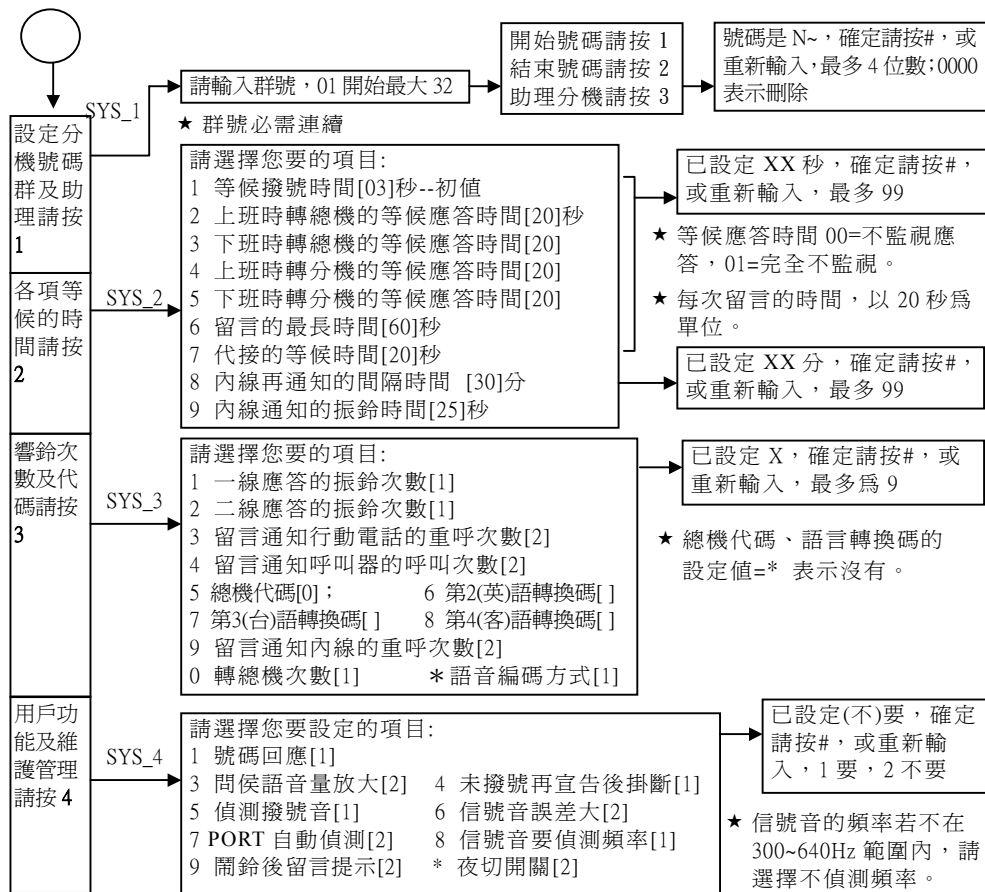 SYS_1
設定分
機號碼
群及助
理請按
1
請輸入群號，01 開始最大 32
★ 群號必需連續
開始號碼請按 1
結束號碼請按 2
助理分機請按 3
號碼是 N~，確定請按#，或
重新輸入，最多 4 位數；0000
表示刪除
各項等
候的時
間請按
2
SYS_2
請選擇您要的項目:
1 等候撥號時間[03]秒--初值
2 上班時轉總機的等候應答時間[20]秒
3 下班時轉總機的等候應答時間[20]
4 上班時轉分機的等候應答時間[20]
5 下班時轉分機的等候應答時間[20]
6 留言的最長時間[60]秒
7 代接的等候時間[20]秒
8 內線再通知的間隔時間 [30]分
9 內線通知的振鈴時間[25]秒
已設定 XX 秒，確定請按#，
或重新輸入，最多 99
★ 等候應答時間 00=不監視應
答，01=完全不監視。
★ 每次留言的時間，以 20 秒爲
單位。
已設定 XX 分，確定請按#，
或重新輸入，最多 99
響鈴次
數及代
碼請按
3
SYS_3
請選擇您要的項目:
1 一線應答的振鈴次數[1]
2 二線應答的振鈴次數[1]
3 留言通知行動電話的重呼次數[2]
4 留言通知呼叫器的呼叫次數[2]
5 總機代碼[0]； 6 第2(英)語轉換碼[ ]
7 第3(台)語轉換碼[ ] 8 第4(客)語轉換碼[ ]
9 留言通知內線的重呼次數[2]
0 轉總機次數[1] ＊語音編碼方式[1]
已設定 X，確定請按#，或
重新輸入，最多爲 9
★ 總機代碼、語言轉換碼的
設定值=* 表示沒有。
用戶功
能及維
護管理
請按 4
SYS_4
請選擇您要設定的項目:
1 號碼回應[1]
3 問侯語音量放大[2] 4 未撥號再宣告後掛斷[1]
5 偵測撥號音[1] 6 信號音誤差大[2]
7 PORT 自動偵測[2] 8 信號音要偵測頻率[1]
9 鬧鈴後留言提示[2] * 夜切開關[2]
已設定(不)要，確定
請按#，或重新輸
入，1 要，2 不要
★ 信號音的頻率若不在
300~640Hz 範圍內，請
選擇不偵測頻率。